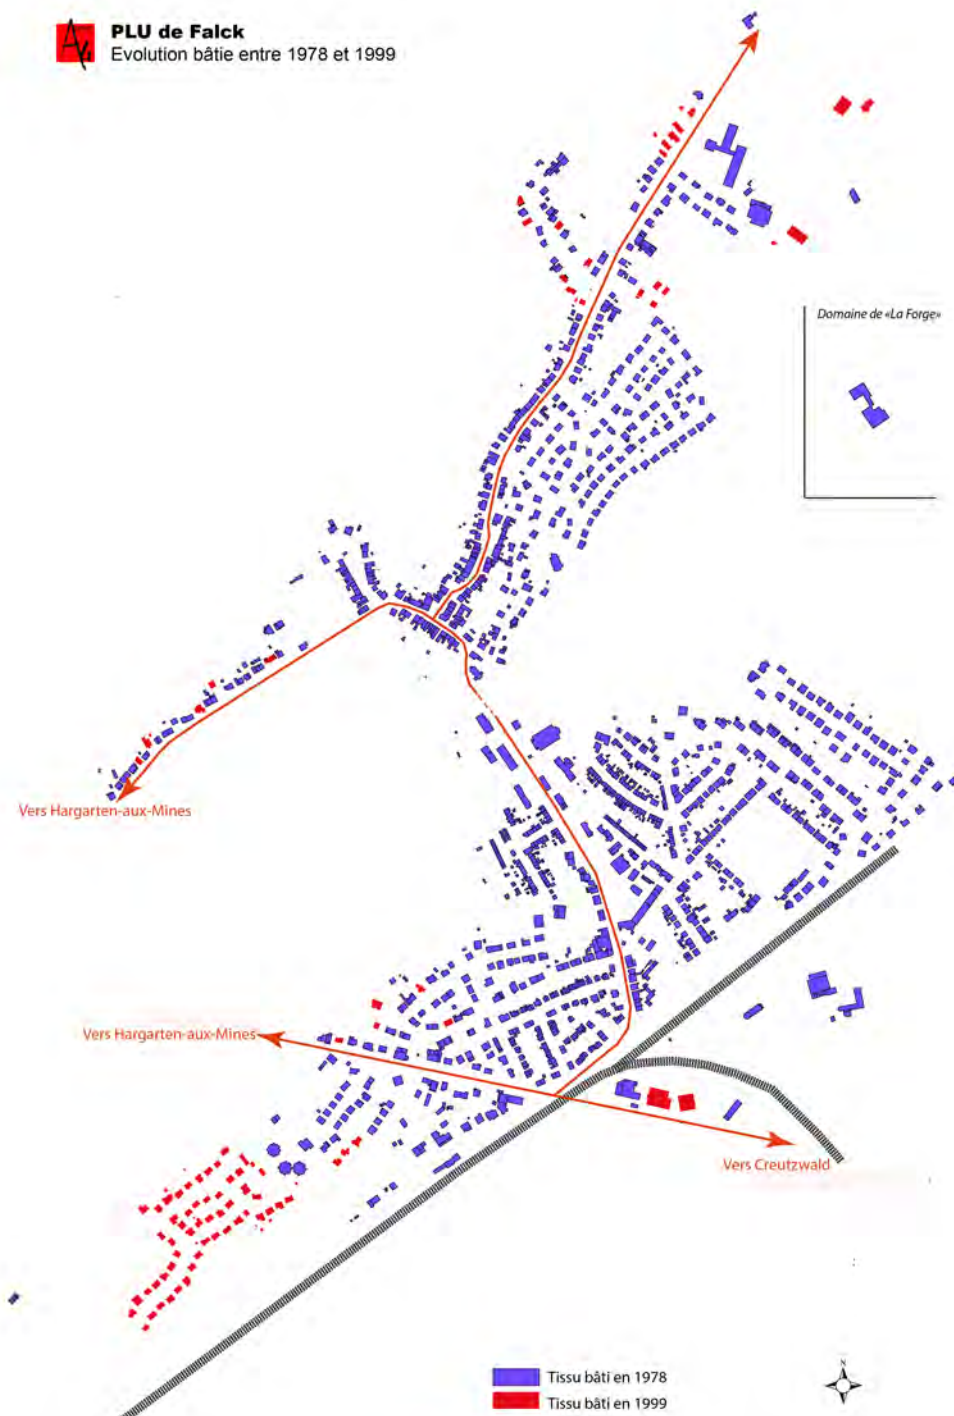 PLU de Falck
Evolution bâtie entre 1978 et 1999
Domaine de «La Forge»
Vers Hargarten-aux-Mines
Vers Hargarten-aux-Mines
Vers Creutzwald
N
Tissu bâti en 1978
Tissu bâti en 1999